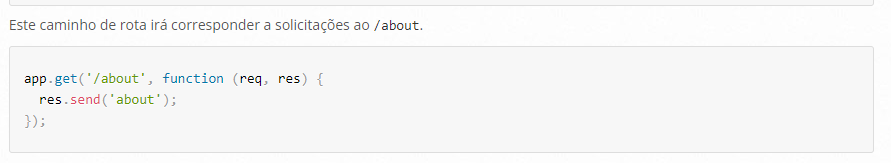 Este caminho de rota irá corresponder a solicitações ao /about.
app.get('/about', function (req, res) {
  res.send('about');
});